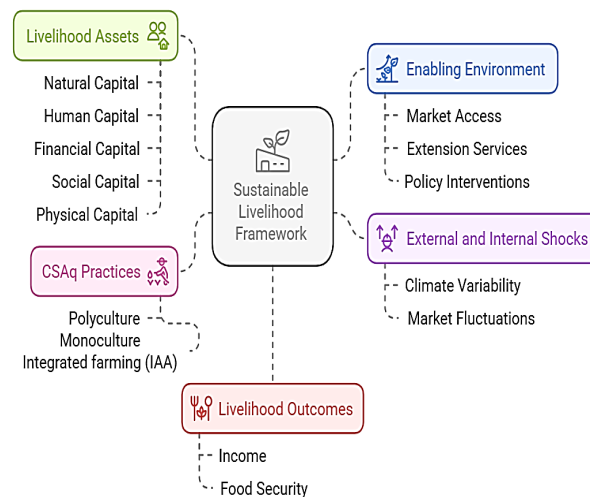 Livelihood Assets
Natural Capital
Human Capital
Financial Capital
Social Capital
Physical Capital
CSAq Practices
Polyculture
Monoculture
Integrated farming (IAA)
Sustainable
Livelihood
Framework
Enabling Environment
Market Access
Extension Services
Policy Interventions
External and Internal Shocks
Climate Variability
Market Fluctuations
Livelihood Outcomes
Income
Food Security